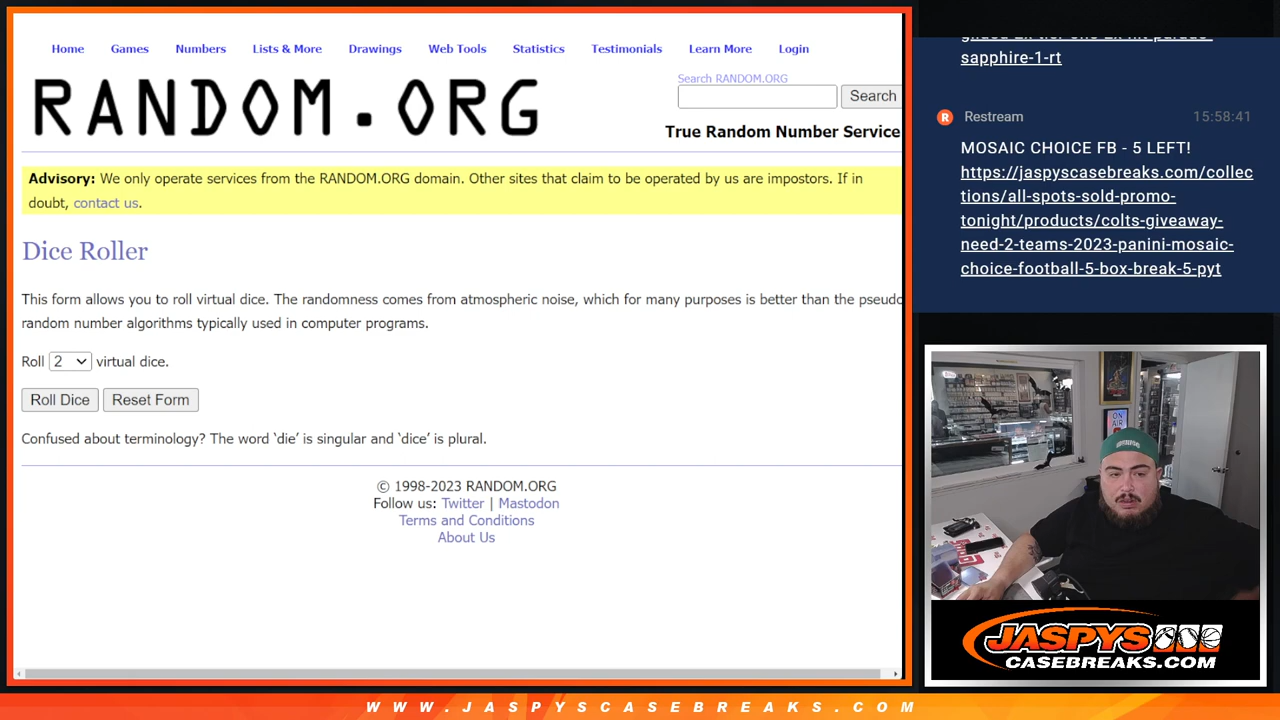 Home Games Numbers Lists & More Drawings Web Tools Statistics Testimonials Learn More Login
RANDOM.ORG
Search RANDOM.ORG
Search
True Random Number Service
Advisory: We only operate services from the RANDOM.ORG domain. Other sites that claim to be operated by us are impostors. If in
doubt, contact us.
Dice Roller
This form allows you to roll virtual dice. The randomness comes from atmospheric noise, which for many purposes is better than the pseudo
random number algorithms typically used in computer programs.
Roll 2 virtual dice.
Roll Dice Reset Form
Confused about terminology? The word ‘die’ is singular and ‘dice’ is plural.
© 1998-2023 RANDOM.ORG
Follow us: Twitter | Mastodon
Terms and Conditions
About Us
sapphire-1-rt
Restream 15:58:41
MOSAIC CHOICE FB - 5 LEFT!
https://jaspyscasebreaks.com/collec
tions/all-spots-sold-promo-
tonight/products/colts-giveaway-
need-2-teams-2023-panini-mosaic-
choice-football-5-box-break-5-pyt
ON
AIR
JASPYS
CASEBREAKS.COM
WWW.JASPYSCASEBREAKS.COM